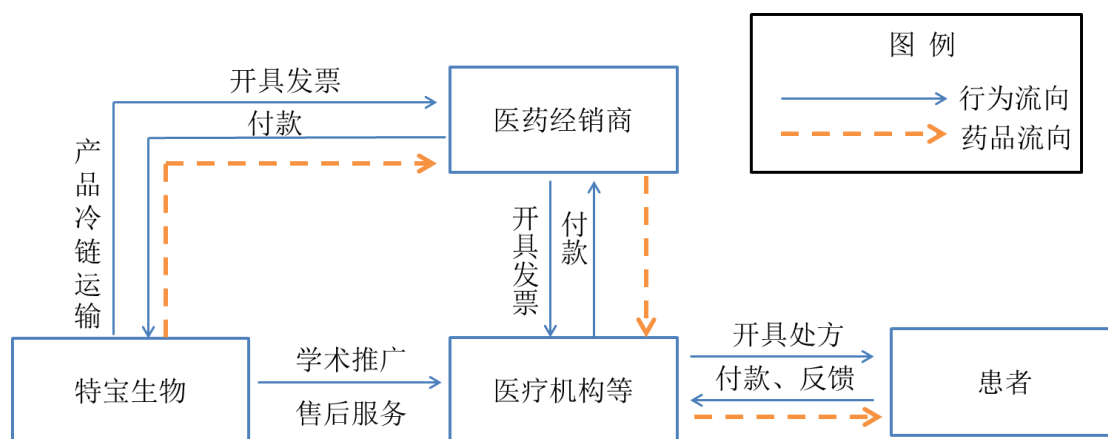 图 例
行为流向
药品流向
开具发票
付款
医药经销商
产品冷链运输
开具发票
付款
特宝生物
学术推广
售后服务
医疗机构等
开具处方
付款、反馈
患者